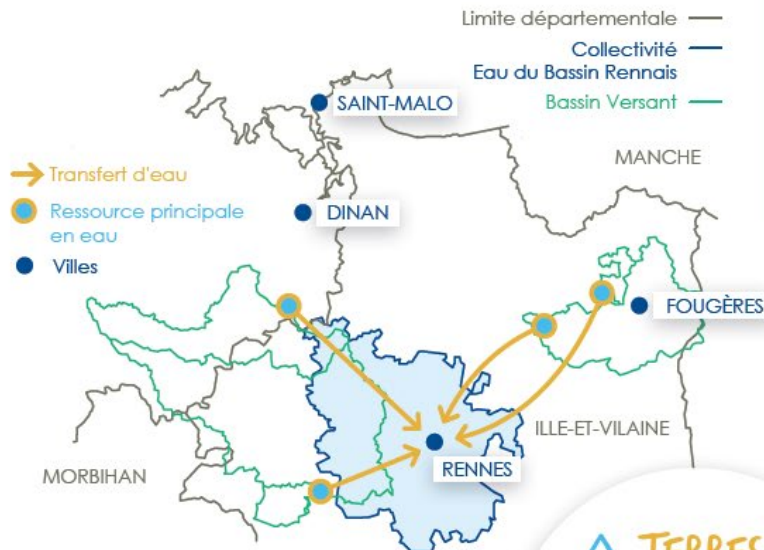 Limite départementale
Collectivité
Eau du Bassin Rennais
Bassin Versant
SAINT-MALO
MANCHE
Transfert d'eau
Ressource principale
en eau
Villes
DINAN
FOUGÈRES
ILLE-ET-VILAINE
RENNES
MORBIHAN
TERRES